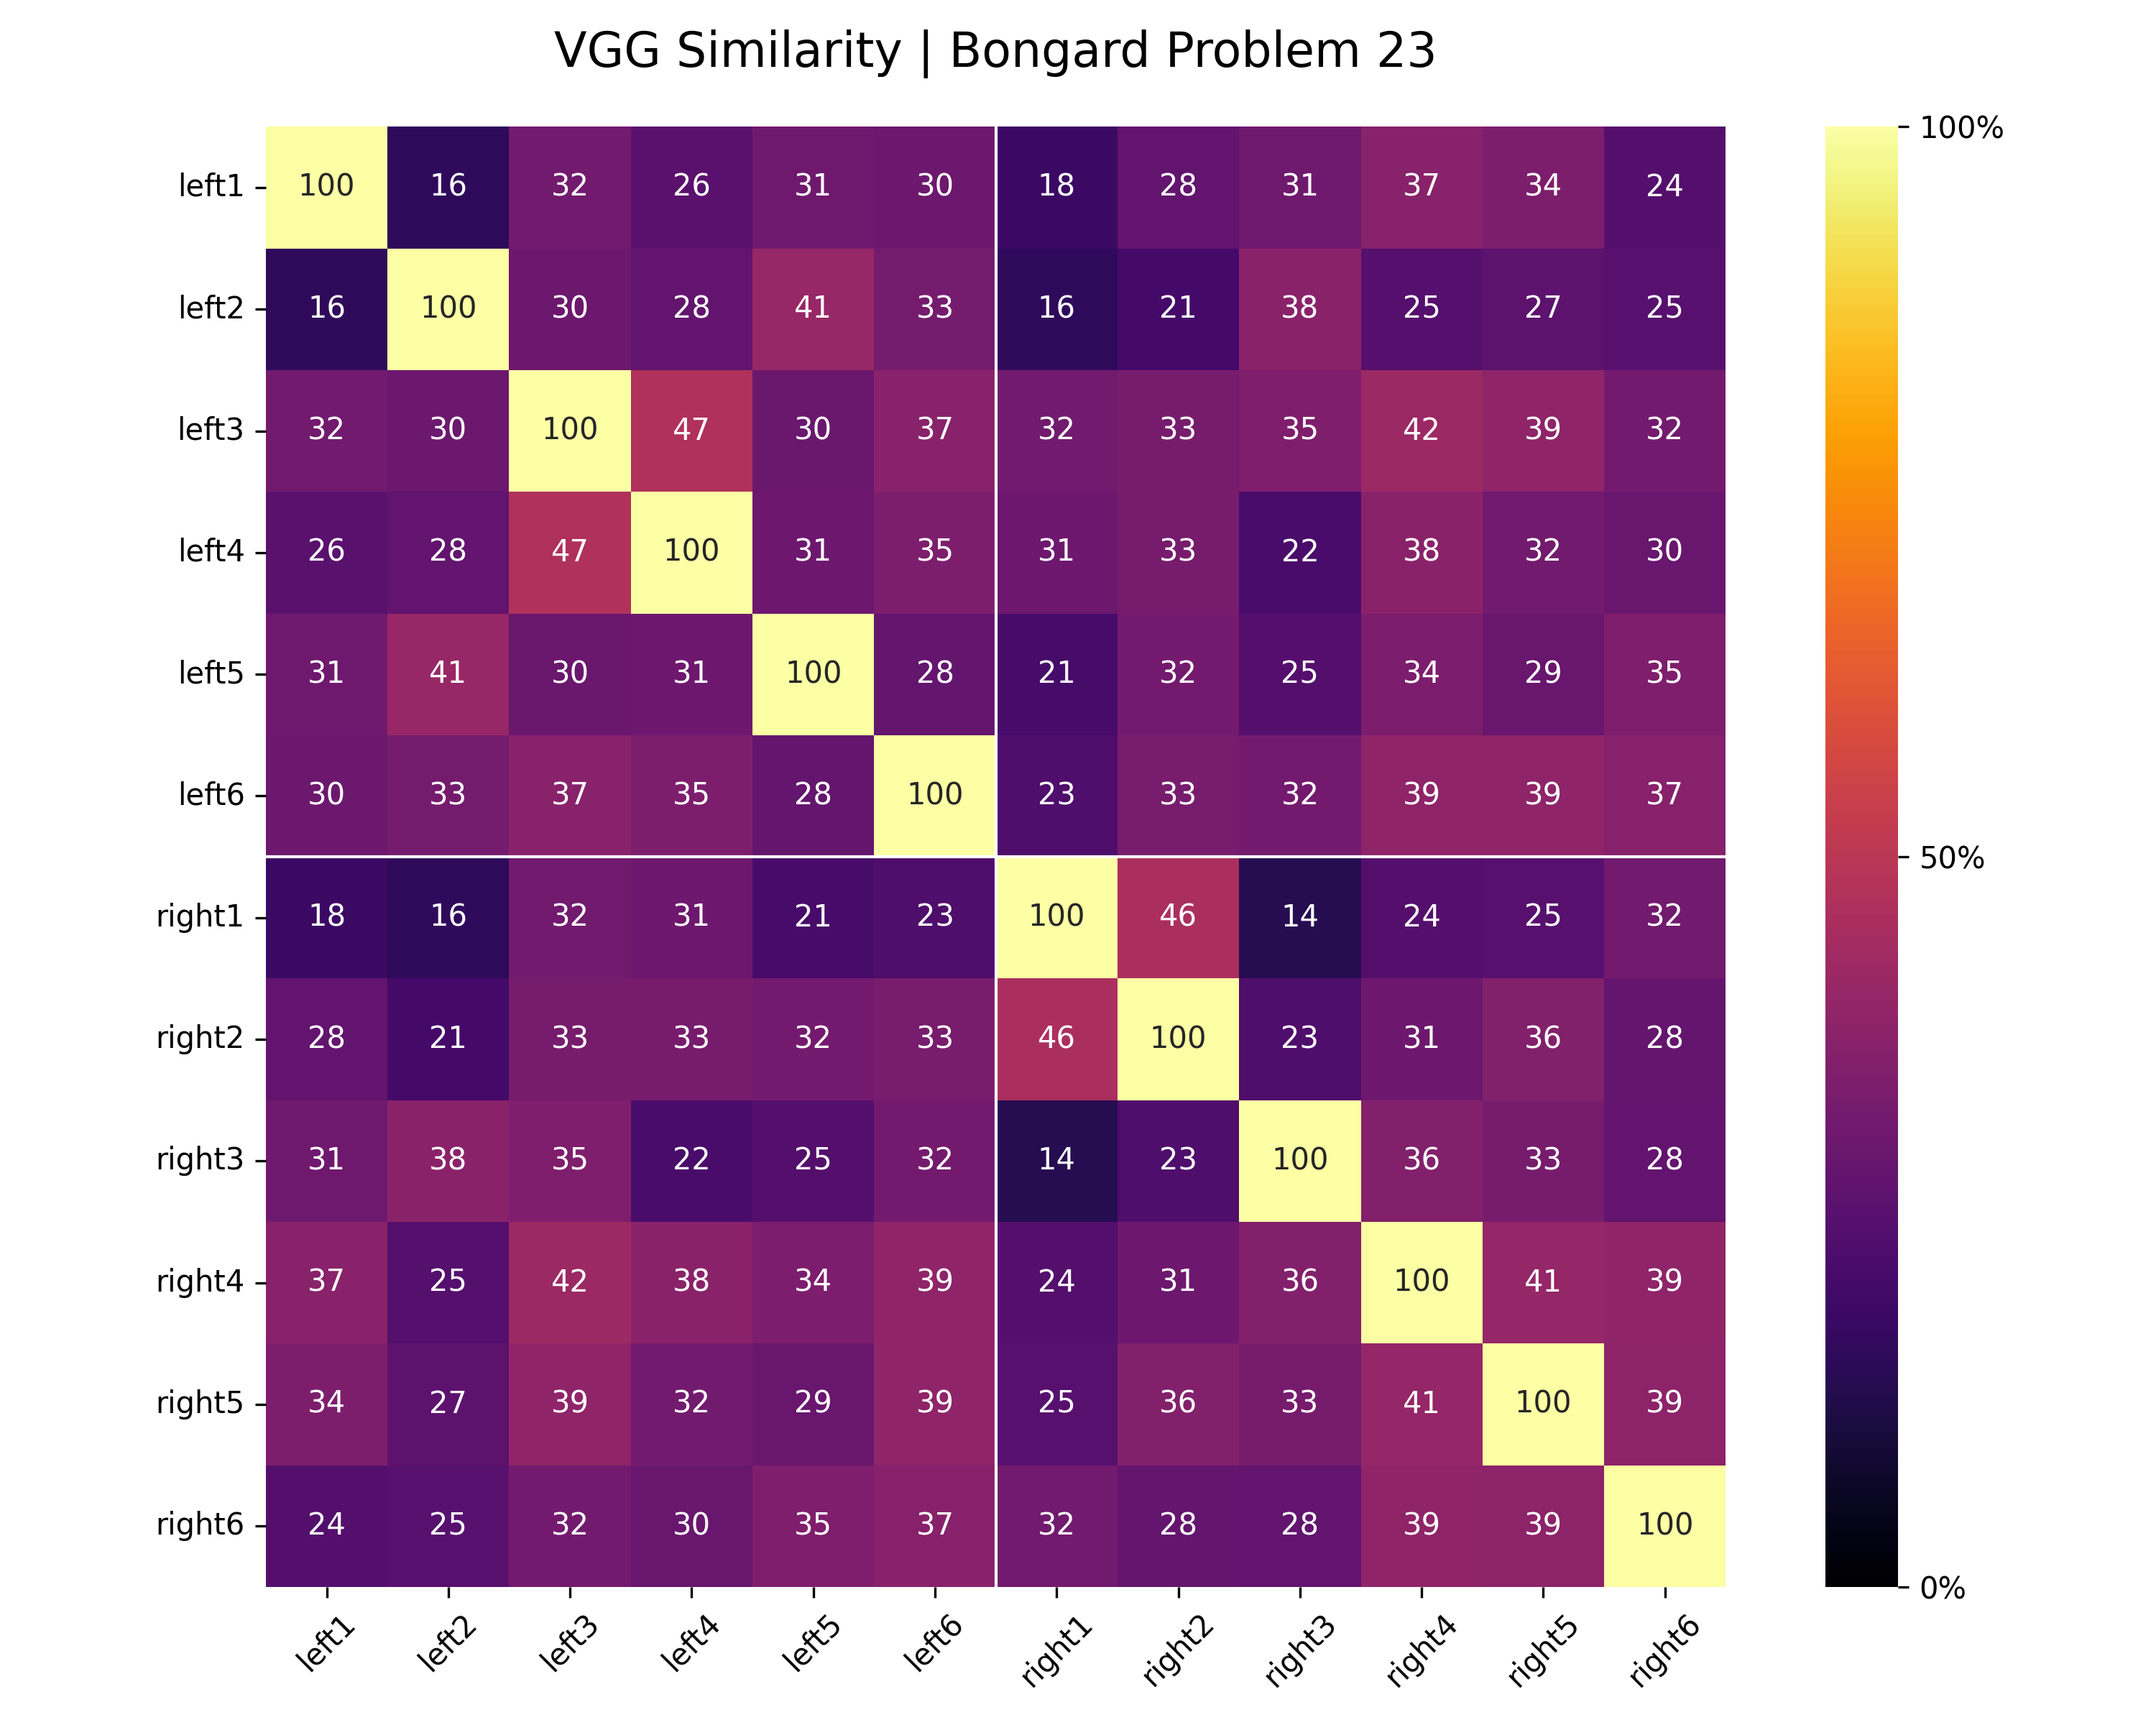 VGG Similarity | Bongard Problem 23
100%
left1 100 16 32 26 31 30 18 28 31 37 34 24
left2 16 100 30 28 41 33 16 21 38 25 27 25
left3 32 30 100 47 30 37 32 33 35 42 39 32
left4 26 28 47 100 31 35 31 33 22 38 32 30
left5 31 41 30 31 100 28 21 32 25 34 29 35
left6 30 33 37 35 28 100 23 33 32 39 39 37
50%
right1 18 16 32 31 21 23 100 46 14 24 25 32
right2 28 21 33 33 32 33 46 100 23 31 36 28
right3 31 38 35 22 25 32 14 23 100 36 33 28
right4 37 25 42 38 34 39 24 31 36 100 41 39
right5 34 27 39 32 29 39 25 36 33 41 100 39
right6 24 25 32 30 35 37 32 28 28 39 39 100
0%
left1 left2 left3 left4 left5 left6 right1 right2 right3 right4 right5 right6